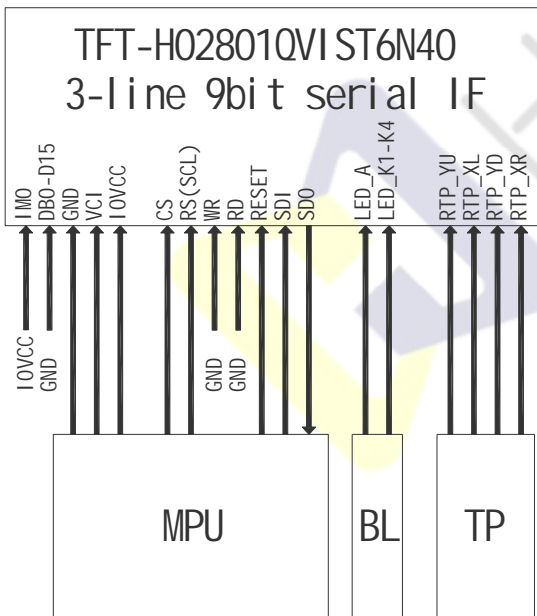 TFT-H02801QVIST6N40
3-line 9bit serial IF
IM0
DB0-D15
GND
VCI
IOVCC
CS
RS(SCL)
WR
RD
RESET
SDI
SDO
LED_A
LED_K1-K4
RTP_YU
RTP_XL
RTP_YD
RTP_XR
IOVCC
GND
GND
GND
MPU
BL
TP